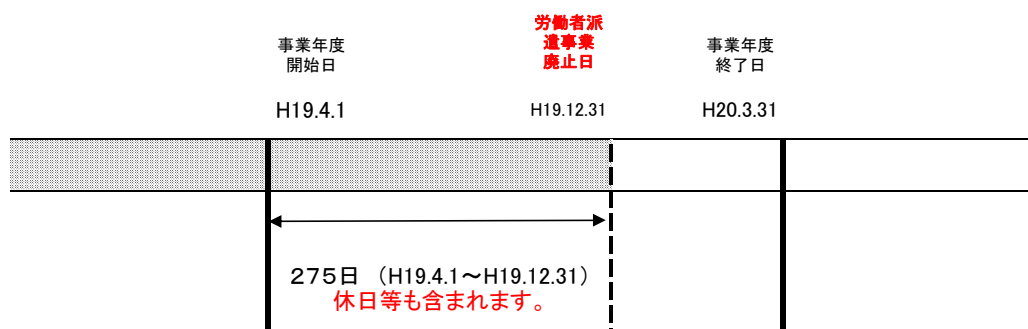 事業年度
開始日
H19.4.1
労働者派
遣事業
廃止日
H19.12.31
事業年度
終了日
H20.3.31
275日 (H19.4.1～H19.12.31)
休日等も含まれます。